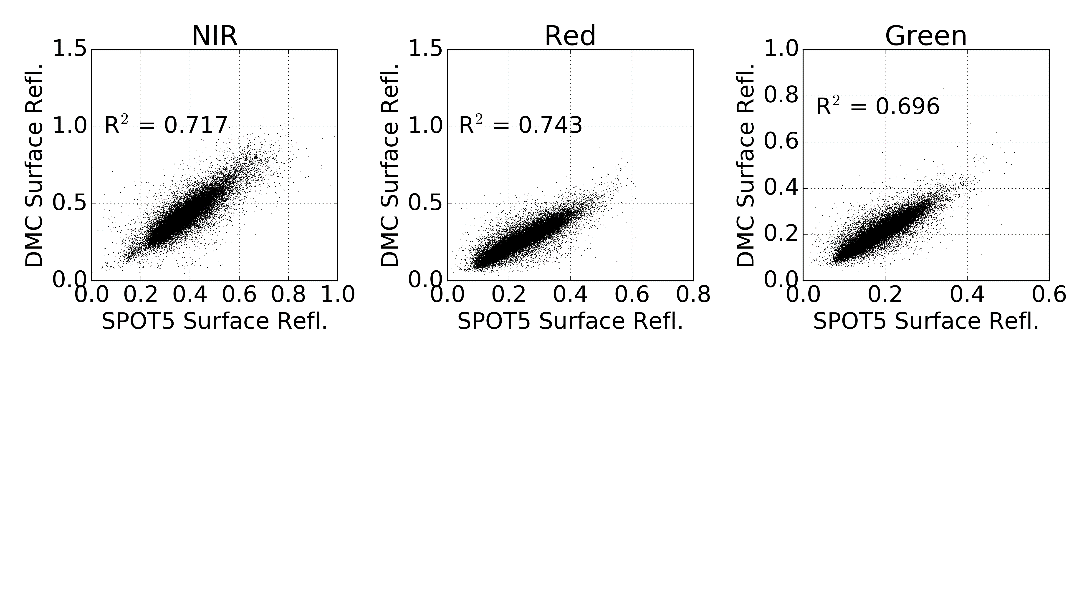 NIR
1.5
1.0
0.5
0.0
DMC Surface Refl.
R² = 0.717
0.0 0.2 0.4 0.6 0.8 1.0
SPOT5 Surface Refl.
Red
1.5
1.0
0.5
0.0
DMC Surface Refl.
R² = 0.743
0.0 0.2 0.4 0.6 0.8
SPOT5 Surface Refl.
Green
1.0
0.8
0.6
0.4
0.2
0.0
DMC Surface Refl.
R² = 0.696
0.0 0.2 0.4 0.6
SPOT5 Surface Refl.